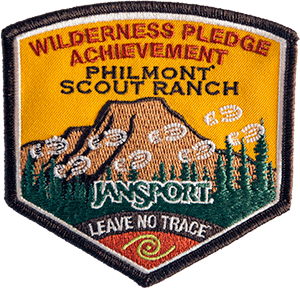 WILDERNESS PLEDGE
ACHIEVEMENT
PHILMONT
SCOUT RANCH
JANSPORT
LEAVE NO TRACE